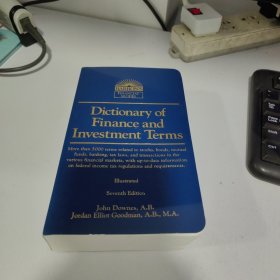 BARRON'S
Dictionary of
Finance and
Investment Terms
More than 5000 terms related to stocks, bonds, mutual
funds, banking, tax laws, and transactions in the
various financial markets, with up-to-date information
on federal income tax regulations and requirements.
Illustrated
Seventh Edition
John Downes, A.B.
Jordan Elliot Goodman, A.B., M.A.